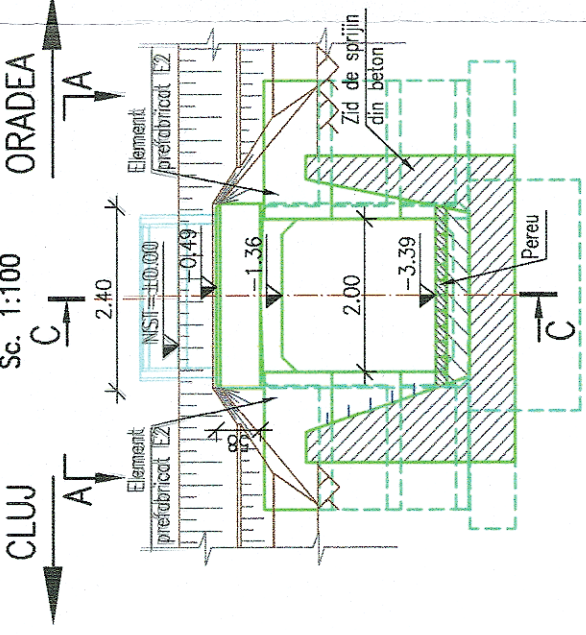 Sc. 1:100
CLUJ
ORADEA
A
A
C
2.40
Element
prefabricat E2
Element
prefabricat E2
NST=±0.00
-0.49
-1.36
2.00
-3.39
Zid de sprijin
din beton
Pereu
C